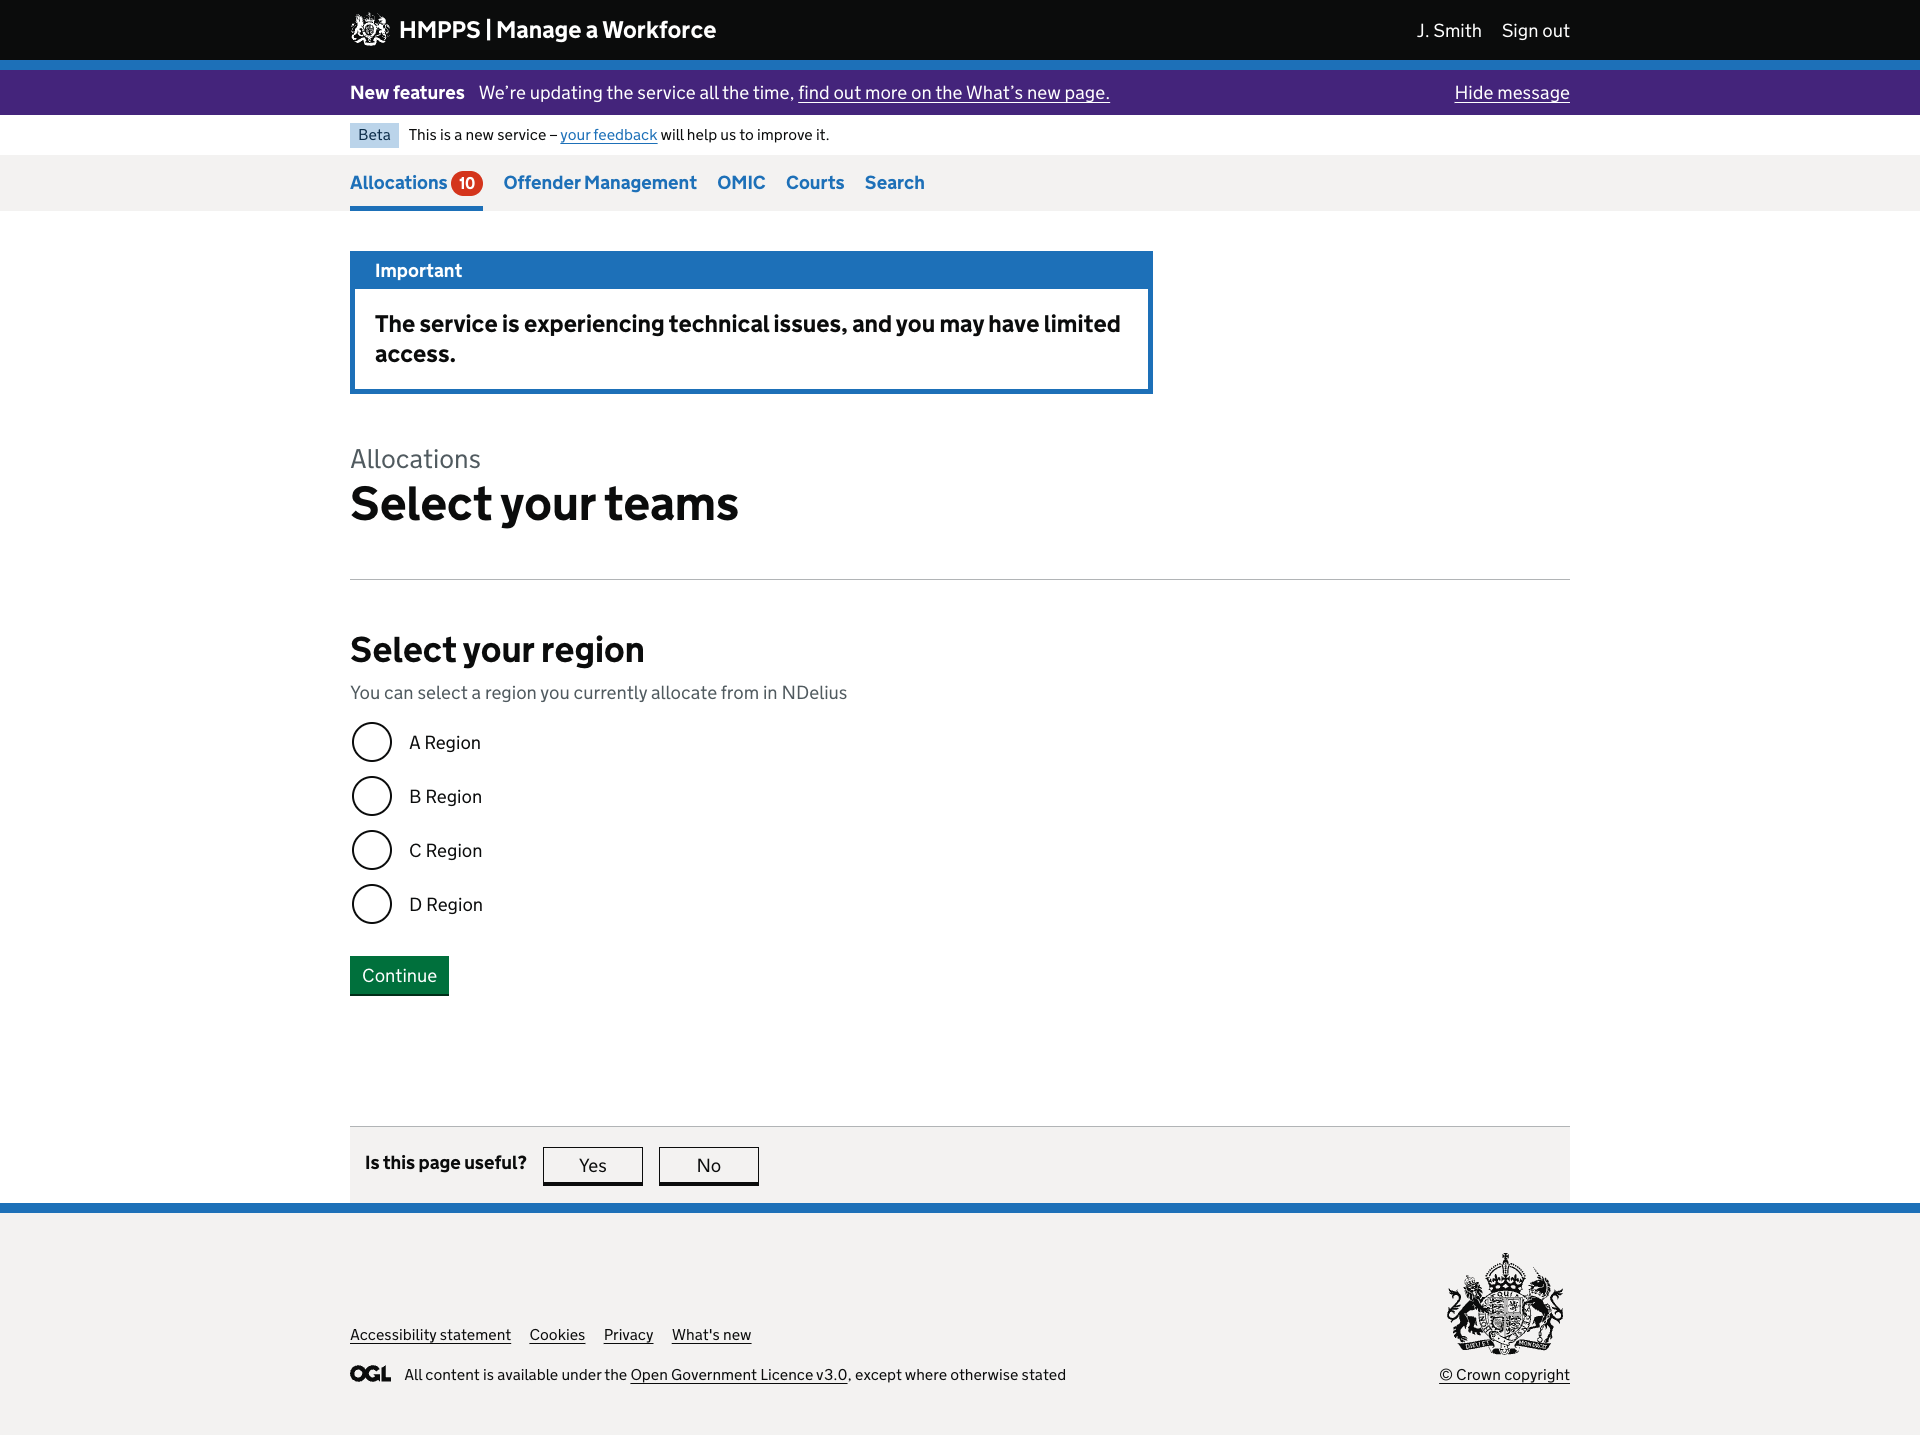 HMPPS | Manage a Workforce
J. Smith Sign out
New features We’re updating the service all the time, find out more on the What’s new page. Hide message
Beta This is a new service – your feedback will help us to improve it.
Allocations 10 Offender Management OMIC Courts Search
Important
The service is experiencing technical issues, and you may have limited
access.
Allocations
Select your teams
Select your region
You can select a region you currently allocate from in NDelius
A Region
B Region
C Region
D Region
Continue
Is this page useful? Yes No
Accessibility statement Cookies Privacy What's new
OGL All content is available under the Open Government Licence v3.0, except where otherwise stated
© Crown copyright